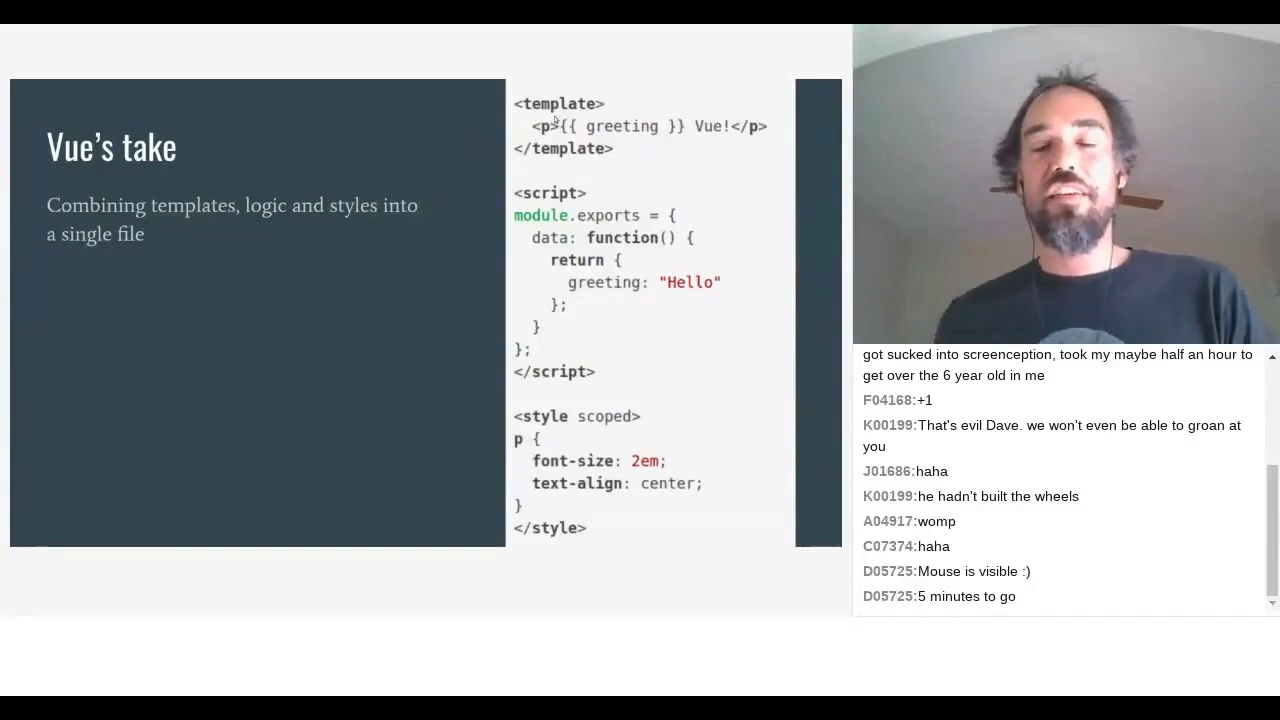 Vue’s take
Combining templates, logic and styles into
a single file
<template>
<p>{{ greeting }} Vue!</p>
</template>
<script>
module.exports = {
data: function() {
return {
greeting: "Hello"
};
}
};
</script>
<style scoped>
p {
font-size: 2em;
text-align: center;
}
</style>
got sucked into screenception, took my maybe half an hour to
get over the 6 year old in me
F04168:+1
K00199:That's evil Dave. we won't even be able to groan at
you
J01686:haha
K00199:he hadn't built the wheels
A04917:womp
C07374:haha
D05725:Mouse is visible :)
D05725:5 minutes to go